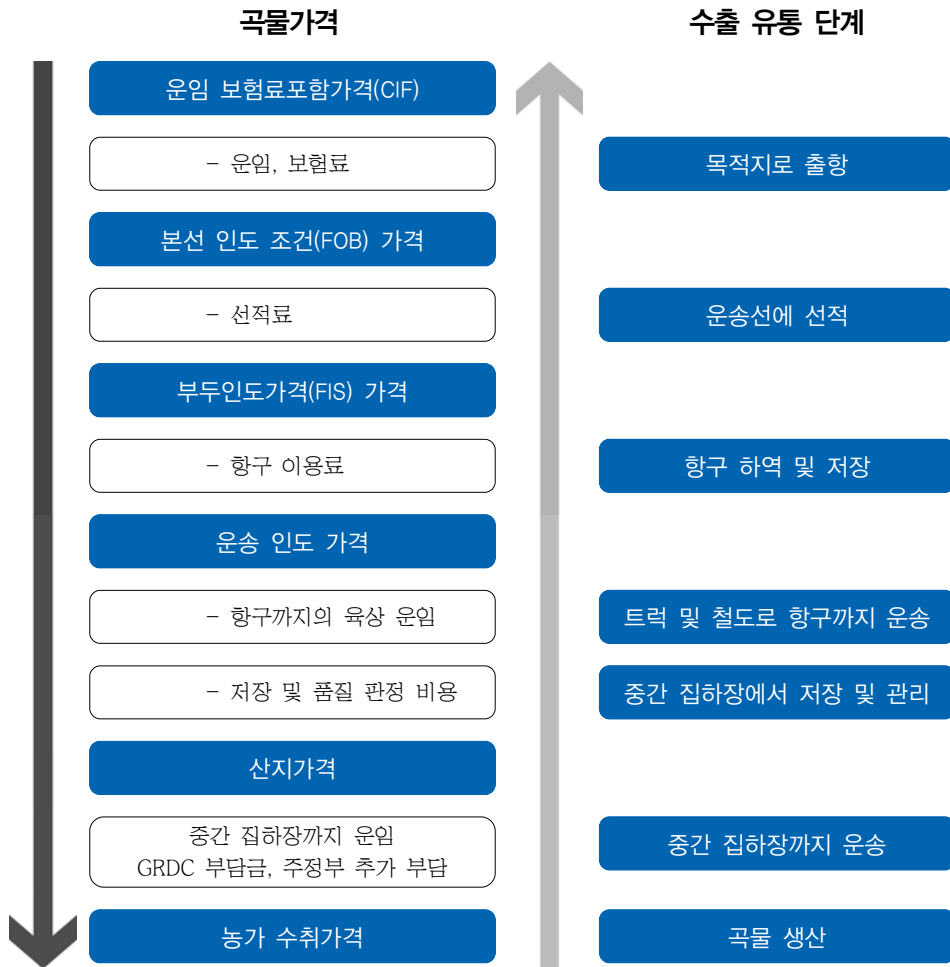 곡물가격
수출 유통 단계
운임 보험료포함가격(CIF)
- 운임, 보험료
목적지로 출항
본선 인도 조건(FOB) 가격
- 선적료
운송선에 선적
부두인도가격(FIS) 가격
- 항구 이용료
항구 하역 및 저장
운송 인도 가격
- 항구까지의 육상 운임
트럭 및 철도로 항구까지 운송
- 저장 및 품질 판정 비용
중간 집하장에서 저장 및 관리
산지가격
중간 집하장까지 운임
GRDC 부담금, 주정부 추가 부담
중간 집하장까지 운송
농가 수취가격
곡물 생산